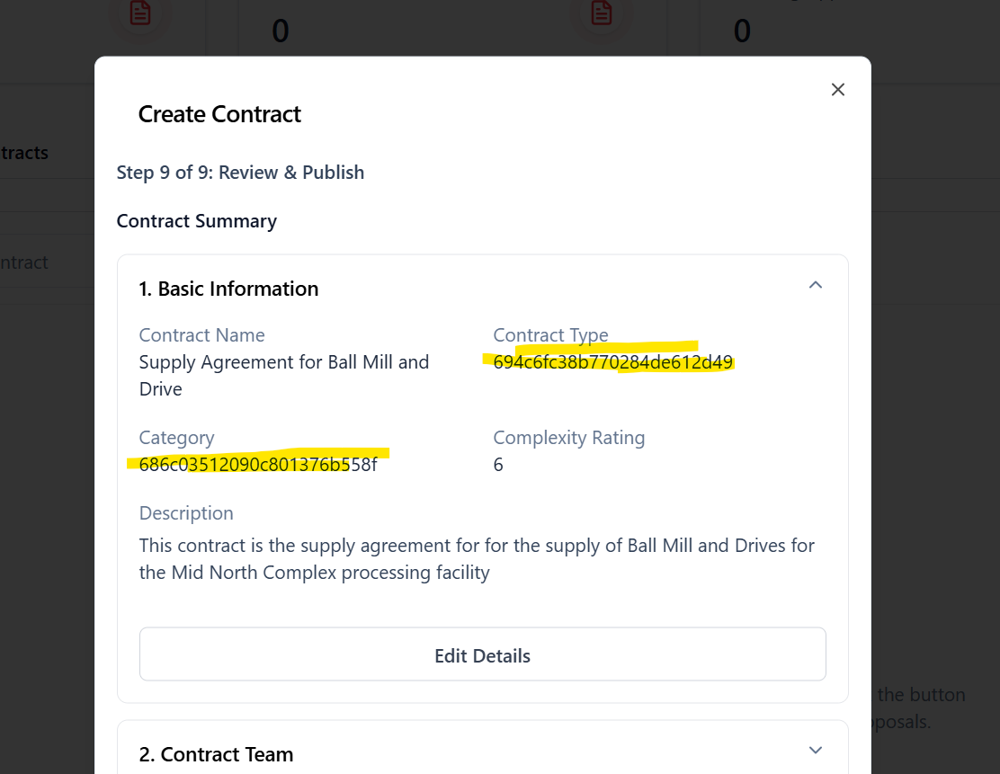 0
0
Create Contract
tracts
Step 9 of 9: Review & Publish
Contract Summary
ntract
1. Basic Information
Contract Name
Supply Agreement for Ball Mill and
Drive
Contract Type
694c6fc38b770284de612d49
Category
686c03512090c801376b558f
Complexity Rating
6
Description
This contract is the supply agreement for for the supply of Ball Mill and Drives for
the Mid North Complex processing facility
Edit Details
the button
posals.
2. Contract Team